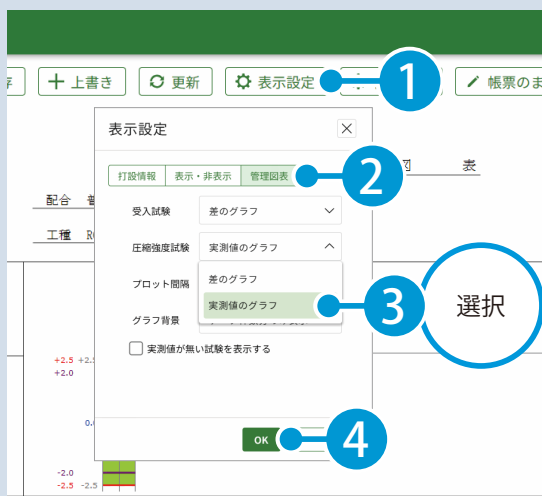 上書き
更新
表示設定
1
帳票のま
表示設定
打設情報
表示・非表示
管理図表
2
図 表
配合
工種
受入試験
差のグラフ
圧縮強度試験
実測値のグラフ
プロット間隔
差のグラフ
実測値のグラフ
3
選択
グラフ背景
実測値が無い試験を表示する
+2.5 +2.5
+2.0
0.
-2.0
-2.5 -2.5
OK
4